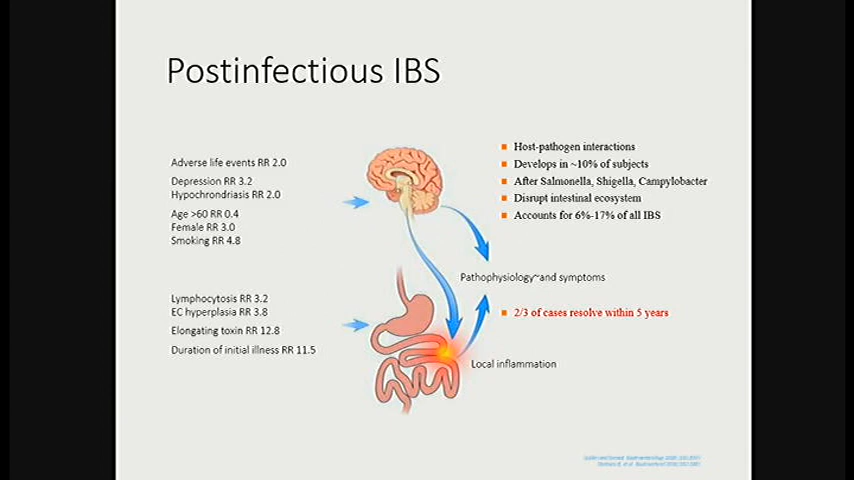 Postinfectious IBS
Adverse life events RR 2.0
Depression RR 3.2
Hypochrondriasis RR 2.0
Age >60 RR 0.4
Female RR 3.0
Smoking RR 4.8
Lymphocytosis RR 3.2
EC hyperplasia RR 3.8
Elongating toxin RR 12.8
Duration of initial illness RR 11.5
Host-pathogen interactions
Develops in ~10% of subjects
After Salmonella, Shigella, Campylobacter
Disrupt intestinal ecosystem
Accounts for 6%-17% of all IBS
Pathophysiology~and symptoms
2/3 of cases resolve within 5 years
Local inflammation